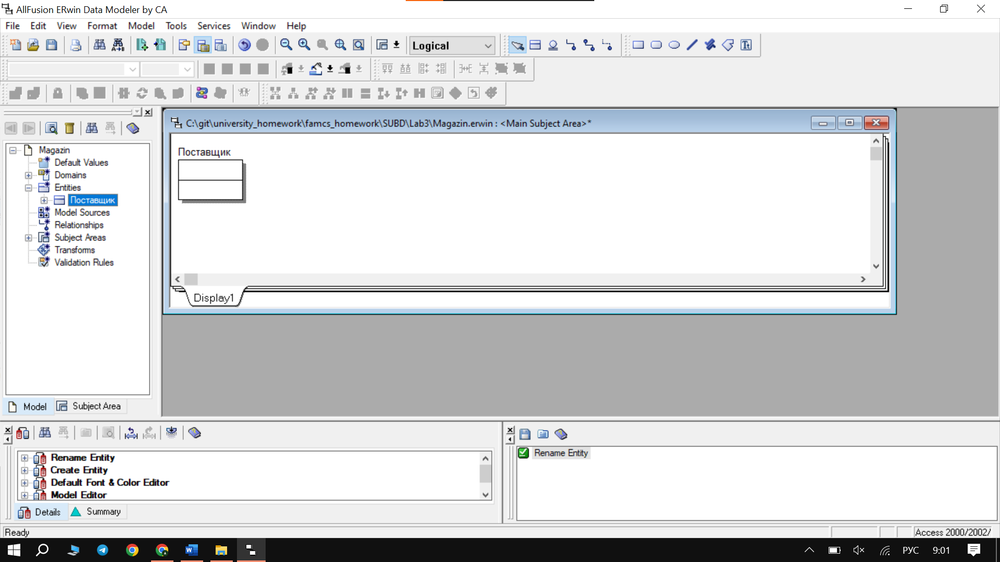 AllFusion ERwin Data Modeler by CA
File Edit View Format Model Tools Services Window Help
Logical
C:\git\university_homework\famcs_homework\SUBD\Lab3\Magazin.erwin : <Main Subject Area>*
Magazin
Default Values
Domains
Entities
Поставщик
Model Sources
Relationships
Subject Areas
Transforms
Validation Rules
Model Subject Area
Поставщик
Display1
Rename Entity
Create Entity
Default Font & Color Editor
Model Editor
Details Summary
Rename Entity
Ready
Access 2000/2002/
РУС 9:01